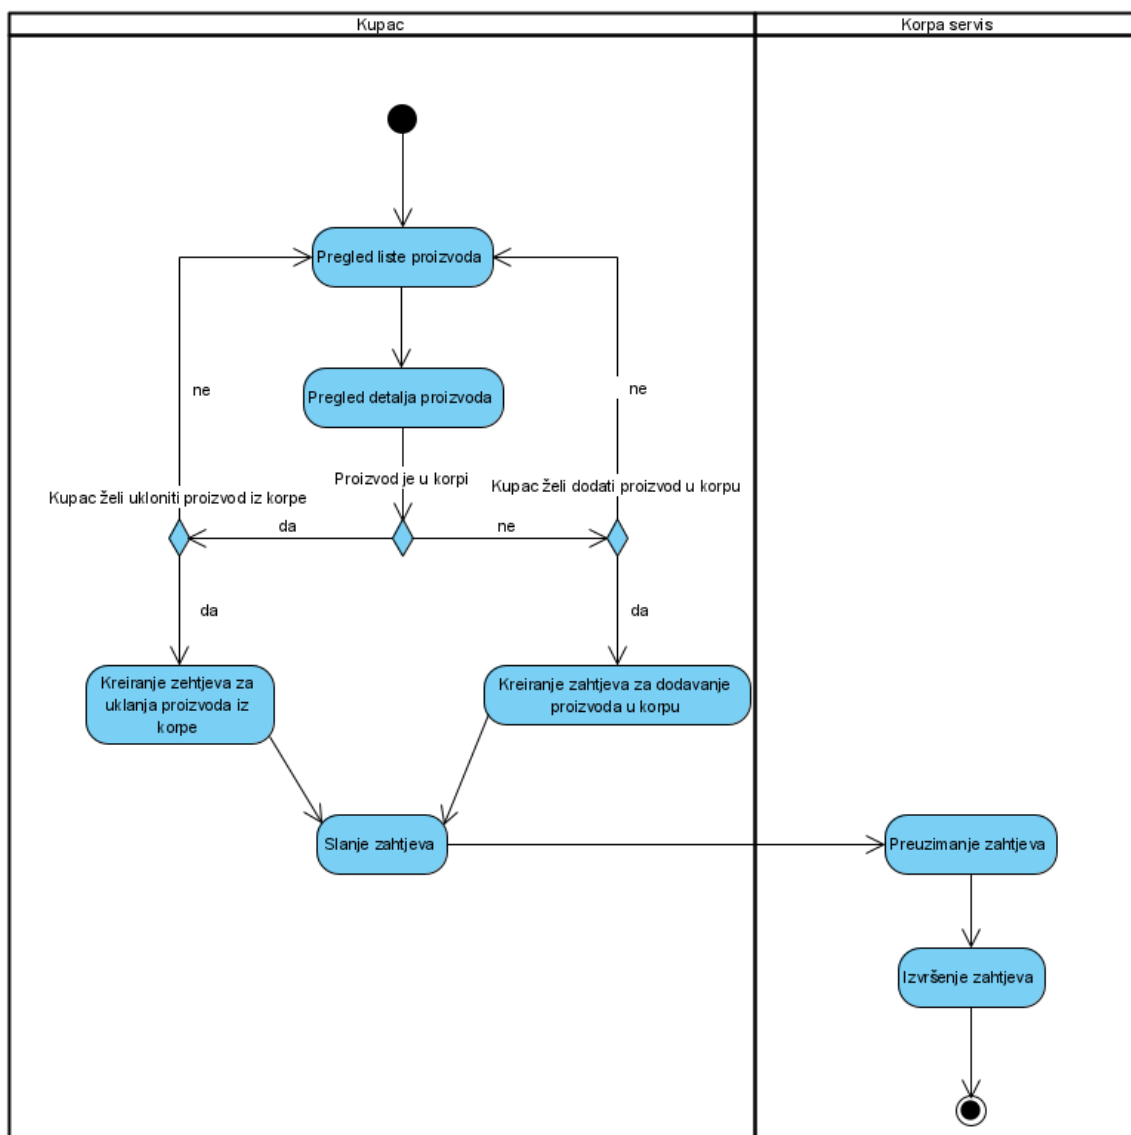 Kupac
Korpa servis
Pregled liste proizvoda
ne
ne
Pregled detalja proizvoda
Proizvod je u korpi
Kupac želi ukloniti proizvod iz korpe
Kupac želi dodati proizvod u korpu
da
ne
da
da
Kreiranje zehtjeva za
uklanja proizvoda iz
korpe
Kreiranje zahtjeva za dodavanje
proizvoda u korpu
Slanje zahtjeva
Preuzimanje zahtjeva
Izvršenje zahtjeva